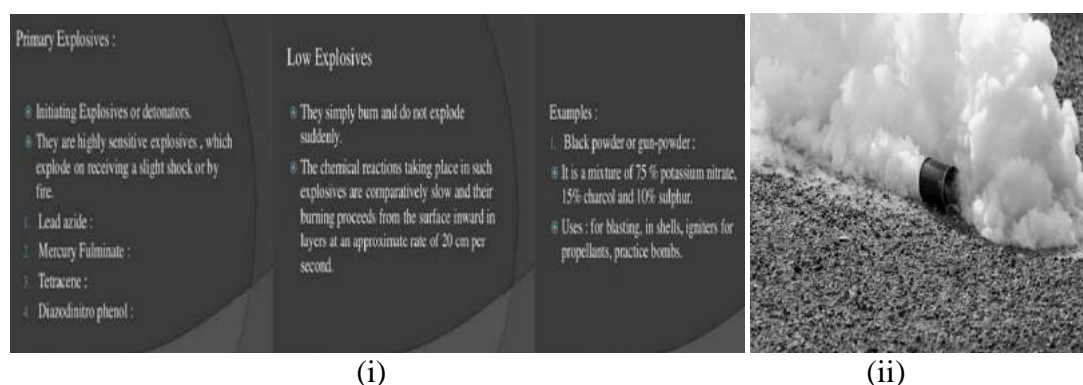 Primary Explosives :
Initiating Explosives or detonators.
They are highly sensitive explosives , which
explode on receiving a slight shock or by
fire.
1. Lead azide :
2. Mercury Fulminate :
3. Tetracene :
4. Diazodinitro phenol :
Low Explosives
They simply burn and do not explode
suddenly.
The chemical reactions taking place in such
explosives are comparatively slow and their
burning proceeds from the surface inward in
layers at an approximate rate of 20 cm per
second.
Examples :
1. Black powder or gun-powder :
It is a mixture of 75 % potassium nitrate,
15% charcol and 10% sulphur.
Uses : for blasting, in shells, igniters for
propellants, practice bombs.
(i)
(ii)